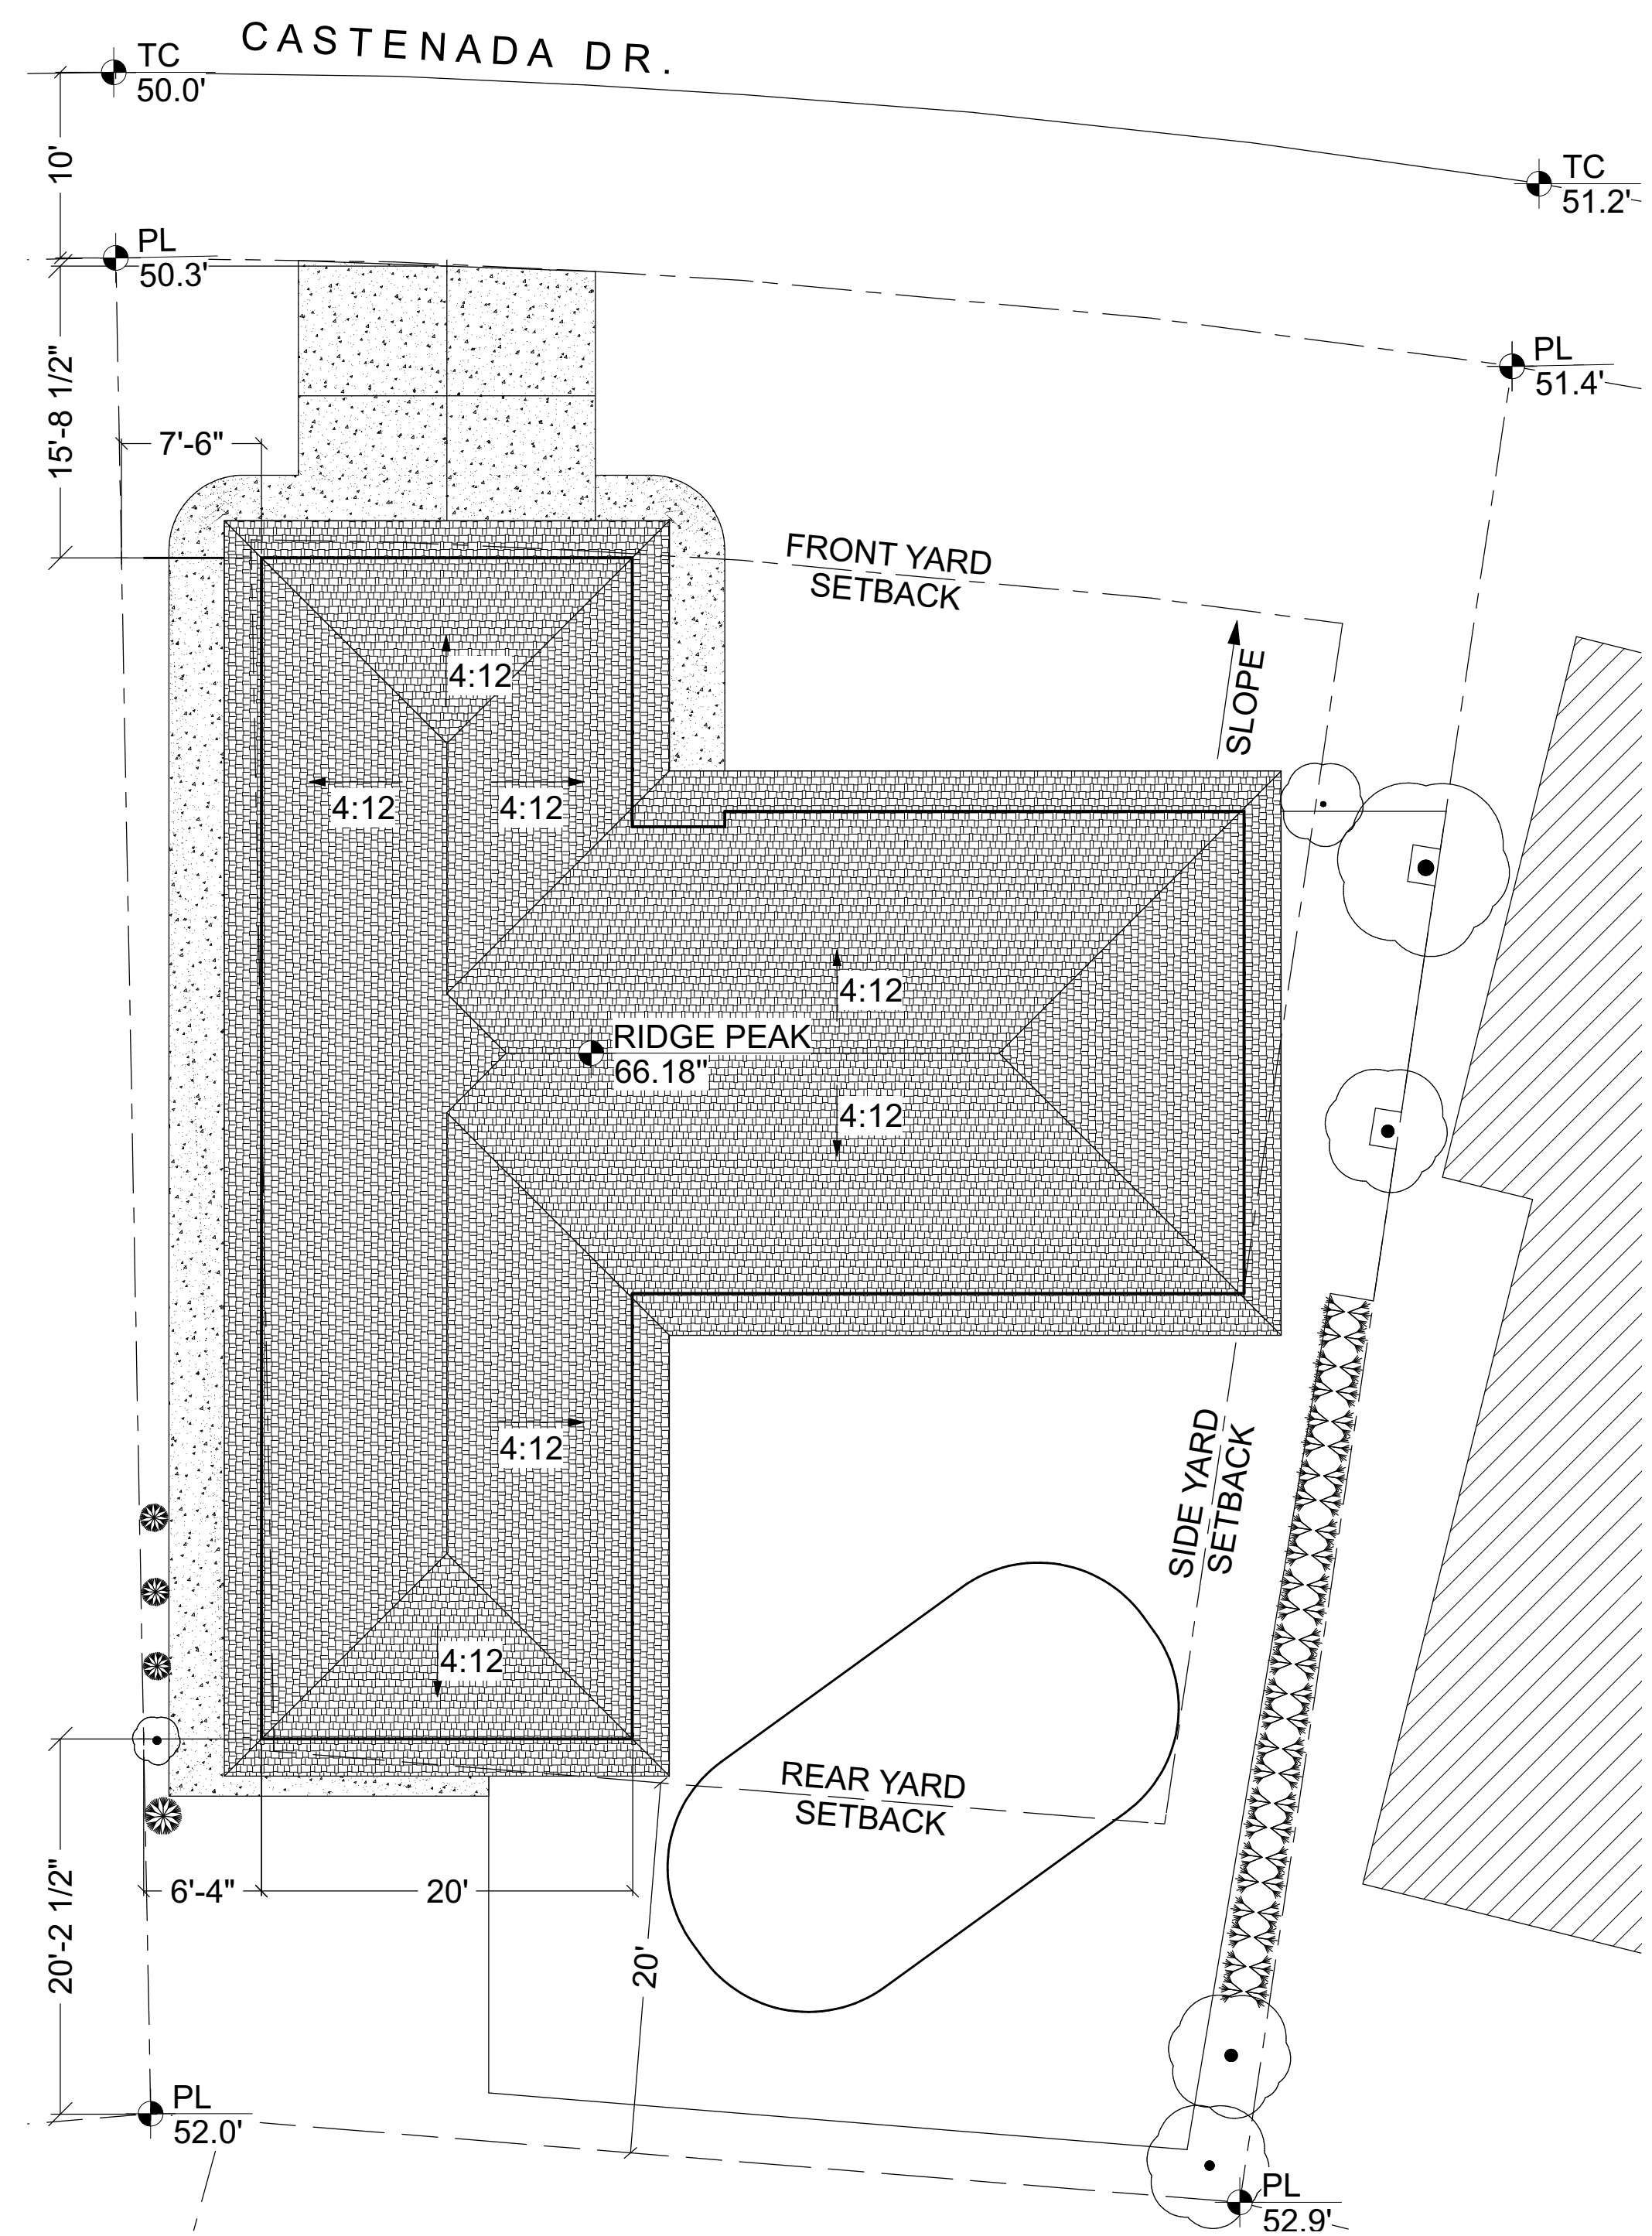 CASTENADA DR.
TC
50.0'
TC
51.2'
10'
PL
50.3'
PL
51.4'
15'-8 1/2"
7'-6"
FRONT YARD
SETBACK
SLOPE
4:12
4:12
4:12
4:12
RIDGE PEAK
66.18"
4:12
4:12
SIDE YARD
SETBACK
4:12
REAR YARD
SETBACK
6'-4"
20'
20'-2 1/2"
20'
PL
52.0'
PL
52.9'